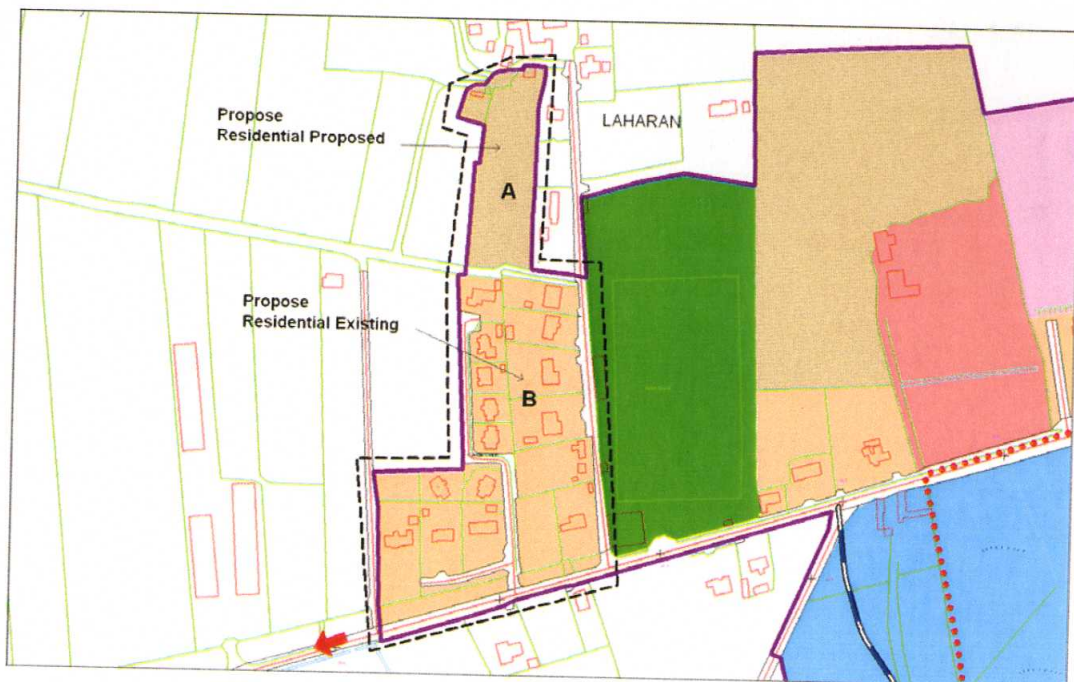 Propose
Residential Proposed
LAHARAN
A
Propose
Residential Existing
B